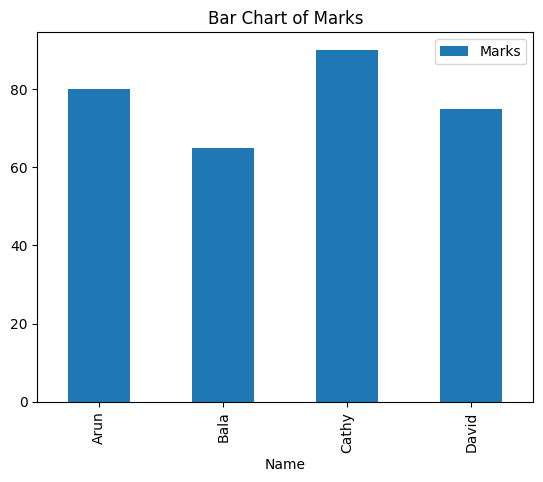 Bar Chart of Marks
Marks
80
60
40
20
0
Arun
Bala
Cathy
David
Name